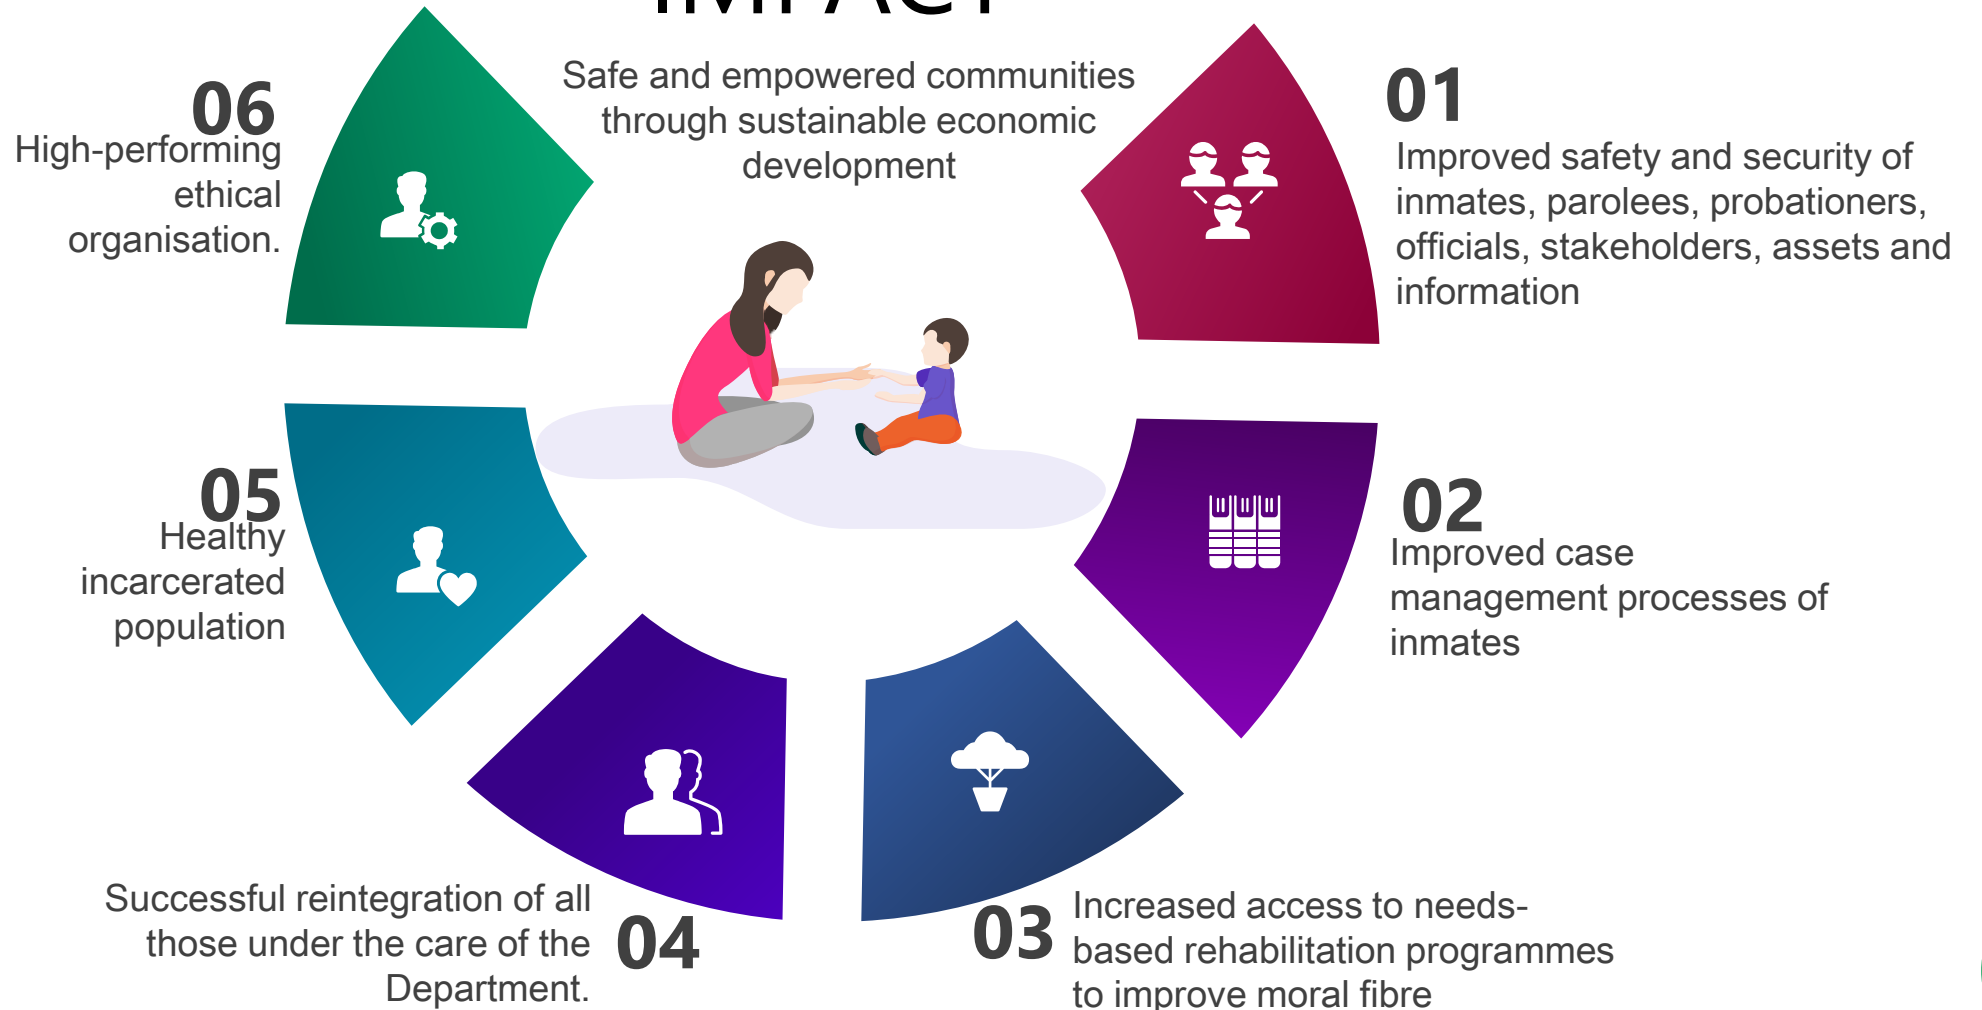 IMPACT
Safe and empowered communities
through sustainable economic
development
01
Improved safety and security of
inmates, parolees, probationers,
officials, stakeholders, assets and
information
02
Improved case
management processes of
inmates
03
Increased access to needs-
based rehabilitation programmes
to improve moral fibre
04
Successful reintegration of all
those under the care of the
Department.
05
Healthy
incarcerated
population
06
High-performing
ethical
organisation.